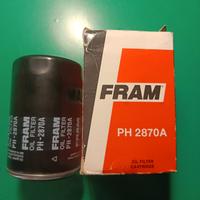 FRAM
OIL FILTER
PH-2870A
FRAM
PH 2870A
OIL FILTER
CARTRIDGE